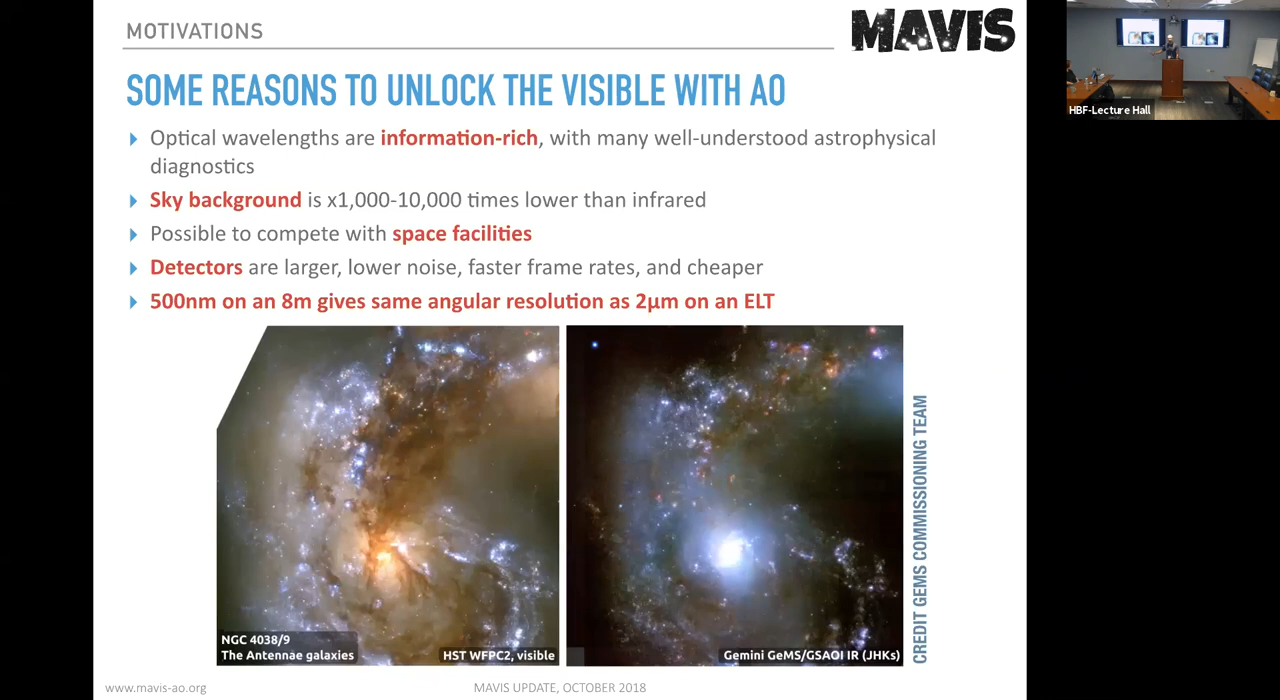 MOTIVATIONS
MAVIS
SOME REASONS TO UNLOCK THE VISIBLE WITH AO
Optical wavelengths are information-rich, with many well-understood astrophysical
diagnostics
Sky background is x1,000-10,000 times lower than infrared
Possible to compete with space facilities
Detectors are larger, lower noise, faster frame rates, and cheaper
500nm on an 8m gives same angular resolution as 2µm on an ELT
NGC 4038/9
The Antennae galaxies
HST WFPC2, visible
Gemini GeMS/GSAOI IR (JHKs)
CREDIT GEMS COMMISSIONING TEAM
www.mavis-ao.org
MAVIS UPDATE, OCTOBER 2018
HBF-Lecture Hall